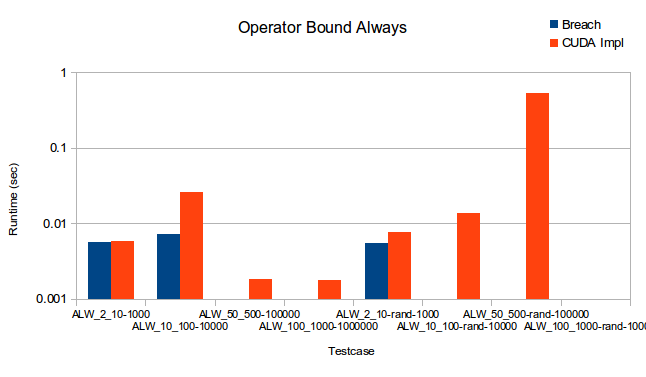 Operator Bound Always
Breach
CUDA Impl
1
0.1
0.01
0.001
Runtime (sec)
ALW_2_10-1000
ALW_10_100-10000
ALW_50_500-100000
ALW_100_1000-1000000
ALW_2_10-rand-1000
ALW_10_100-rand-10000
ALW_50_500-rand-100000
ALW_100_1000-rand-1000
Testcase